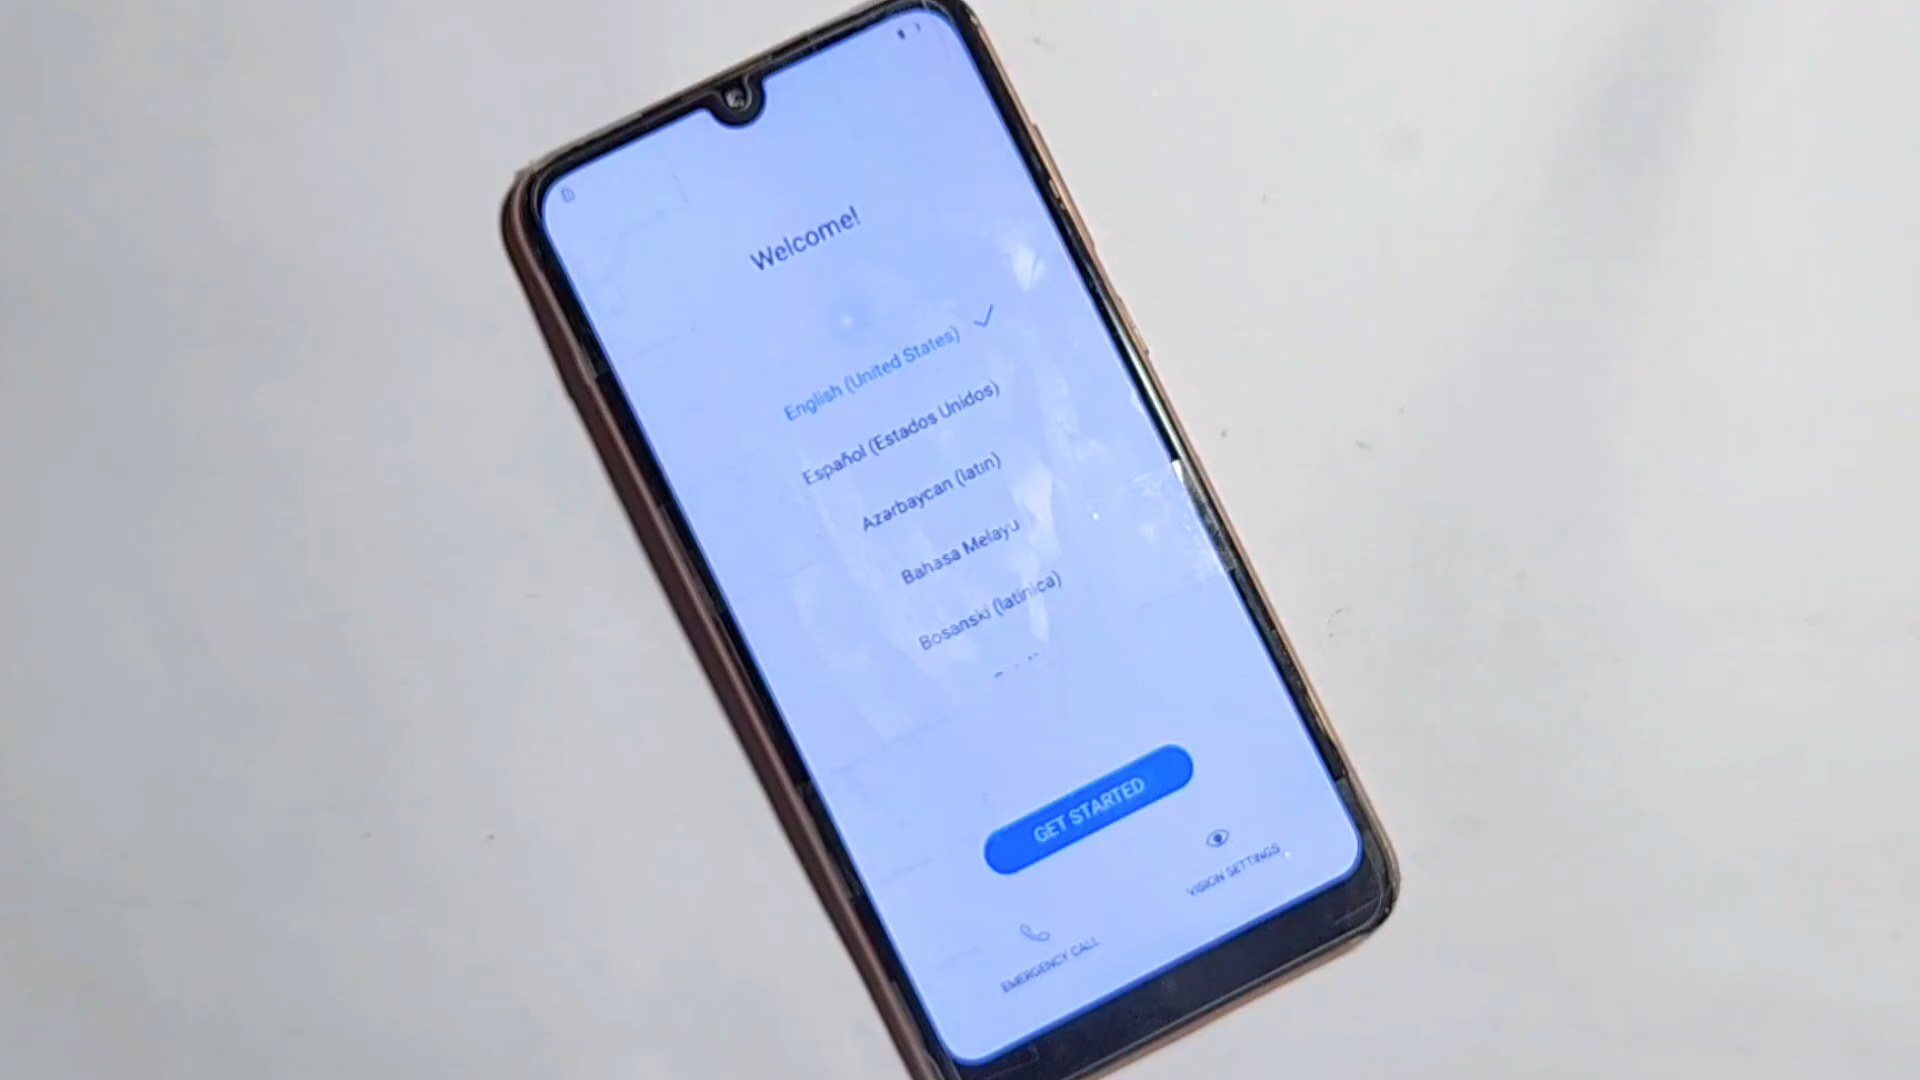 Welcome!
English (United States)
Español (Estados Unidos)
Azərbaycan (latın)
Bahasa Melayu
Bosanski (latinica)
GET STARTED
EMERGENCY CALL
VISION SETTINGS